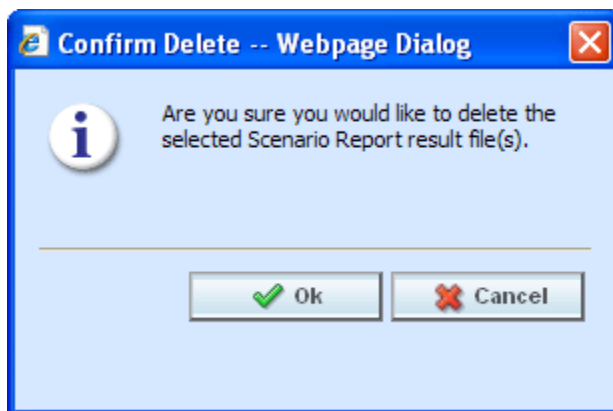 Confirm Delete -- Webpage Dialog
Are you sure you would like to delete the
selected Scenario Report result file(s).
Ok
Cancel